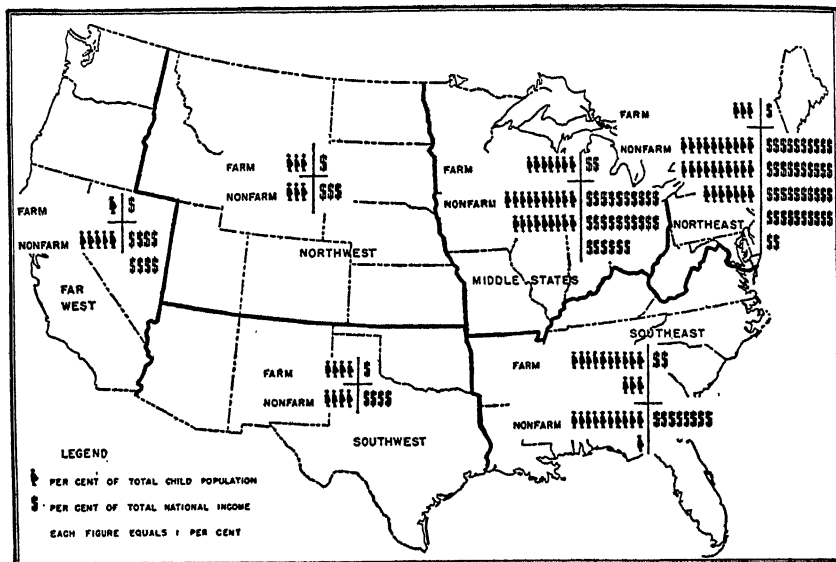 FARM $
NONFARM $$$$$$$$$$
$$$$$$$$$$
$$$$$$$$$$
$$$$$$$$$$
$$
NORTHEAST
FARM $$
NONFARM $$$$$$$$$$
$$$$$$$$$$
$$$$$$
MIDDLE STATES
FARM $
NONFARM $$$
NORTHWEST
FARM $
NONFARM $$$$
$$$$
FAR
WEST
SOUTHEAST
FARM $$
NONFARM $$$$$$$$
FARM $
NONFARM $$$$
SOUTHWEST
LEGEND
PER CENT OF TOTAL CHILD POPULATION
$ PER CENT OF TOTAL NATIONAL INCOME
EACH FIGURE EQUALS 1 PER CENT